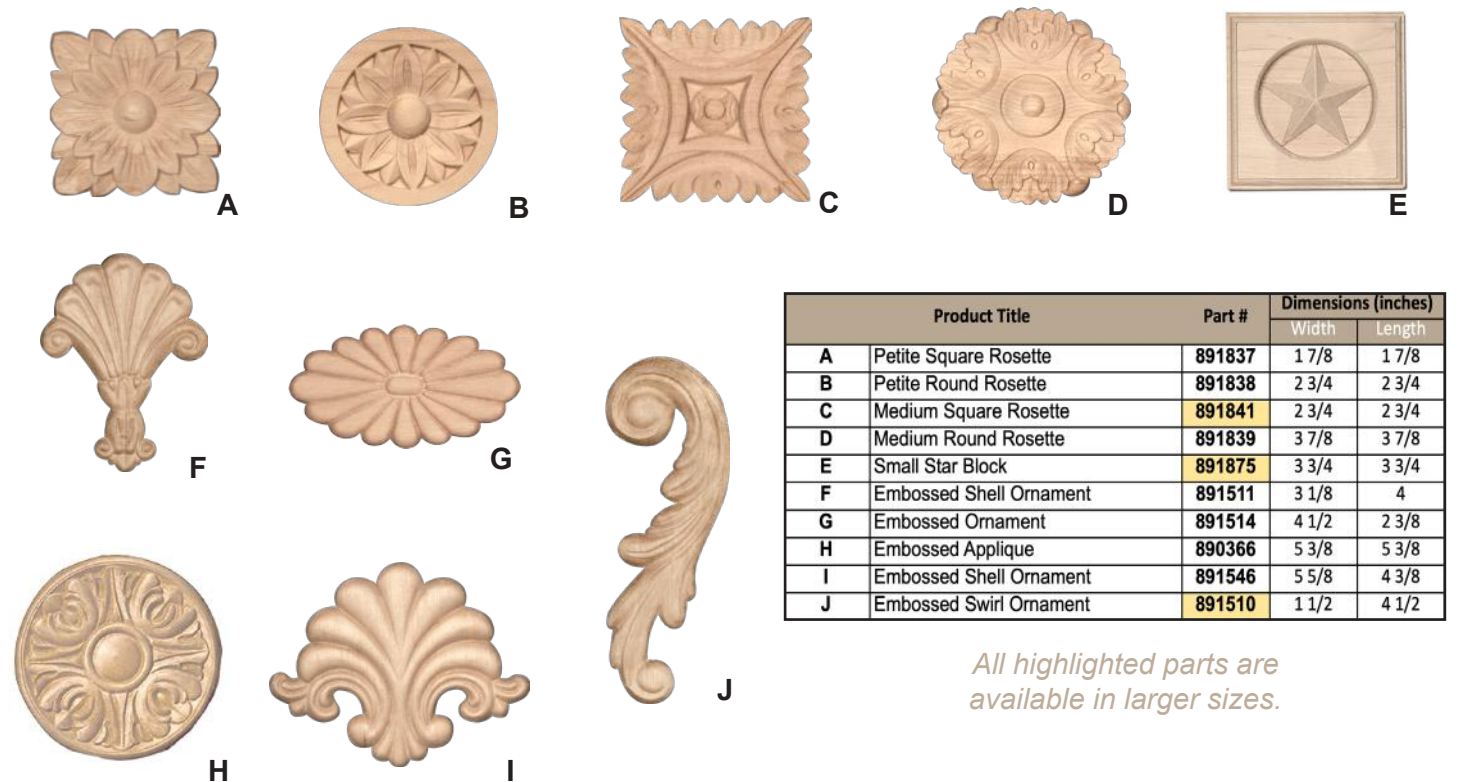 A
B
C
D
E
F
G
Product Title Part # Dimensions (inches)
Width Length
A Petite Square Rosette 891837 1 7/8 1 7/8
B Petite Round Rosette 891838 2 3/4 2 3/4
C Medium Square Rosette 891841 2 3/4 2 3/4
D Medium Round Rosette 891839 3 7/8 3 7/8
E Small Star Block 891875 3 3/4 3 3/4
F Embossed Shell Ornament 891511 3 1/8 4
G Embossed Ornament 891514 4 1/2 2 3/8
H Embossed Applique 890366 5 3/8 5 3/8
I Embossed Shell Ornament 891546 5 5/8 4 3/8
J Embossed Swirl Ornament 891510 1 1/2 4 1/2
All highlighted parts are
available in larger sizes.
H
I
J